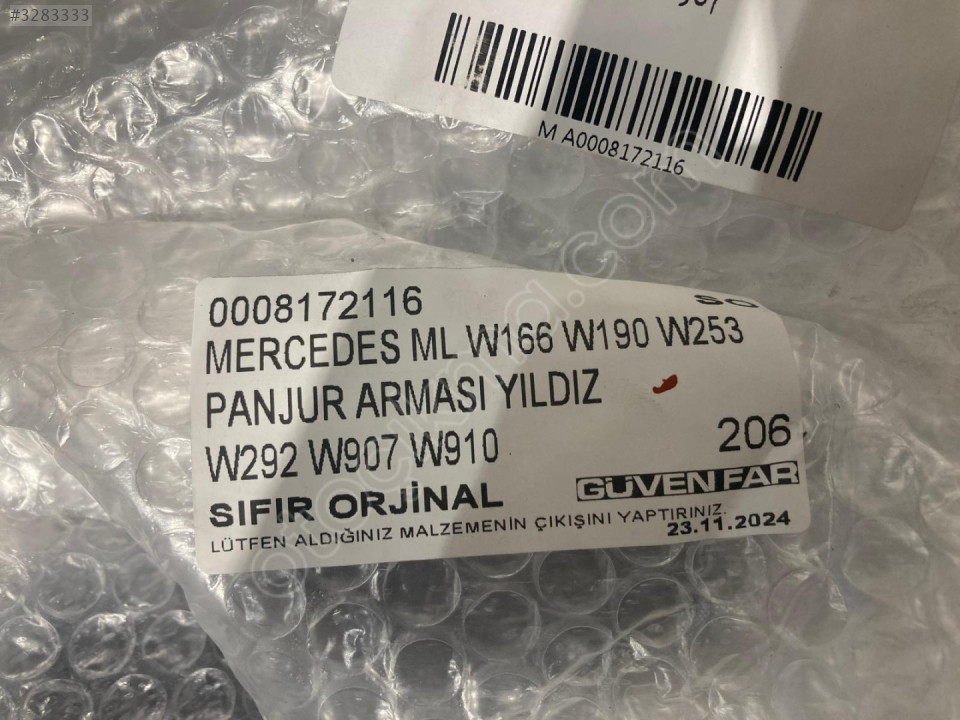 #3283333
M A0008172116
0008172116
SO
MERCEDES ML W166 W190 W253
PANJUR ARMASI YILDIZ
W292 W907 W910
206
SIFIR ORJİNAL
GÜVEN FAR
LÜTFEN ALDIĞINIZ MALZEMENİN ÇIKIŞINI YAPTIRINIZ.
23.11.2024